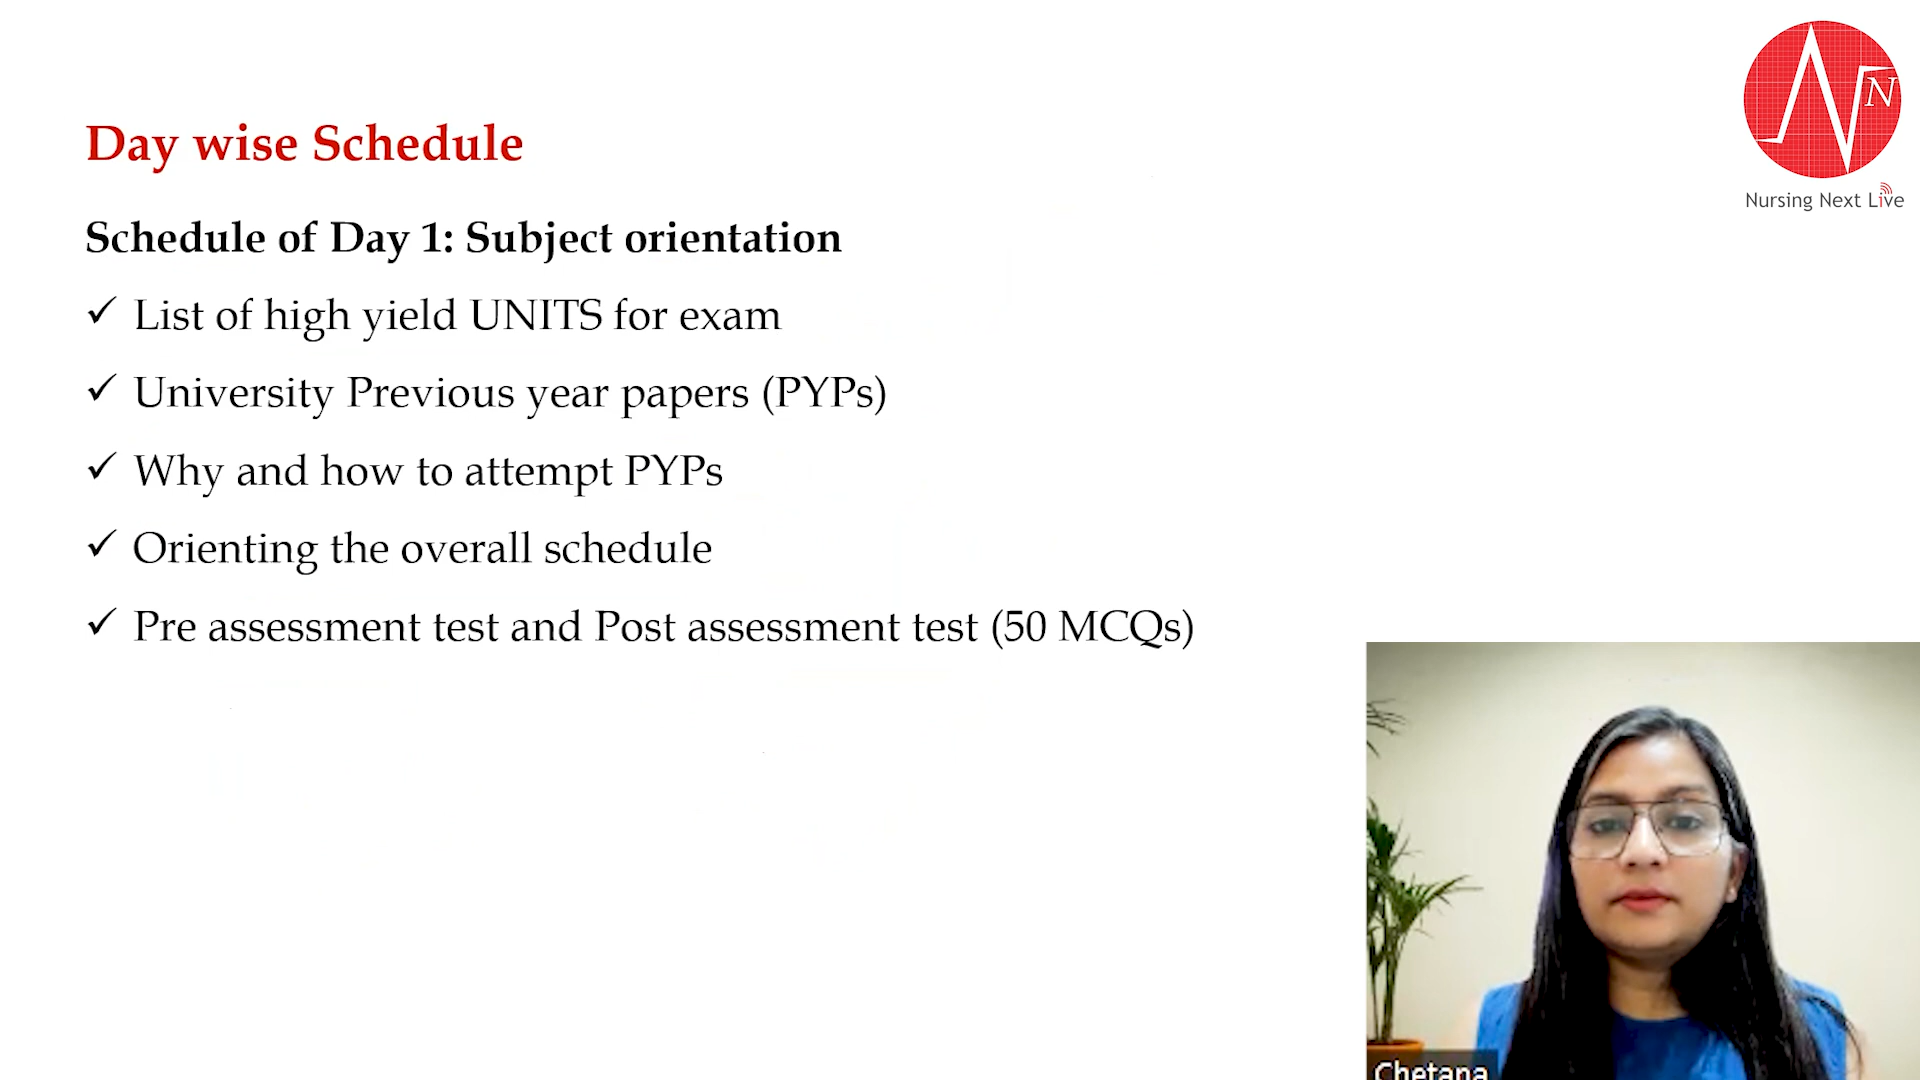 Day wise Schedule
Schedule of Day 1: Subject orientation
✓ List of high yield UNITS for exam
✓ University Previous year papers (PYPs)
✓ Why and how to attempt PYPs
✓ Orienting the overall schedule
✓ Pre assessment test and Post assessment test (50 MCQs)
N
Nursing Next Live
Chetana